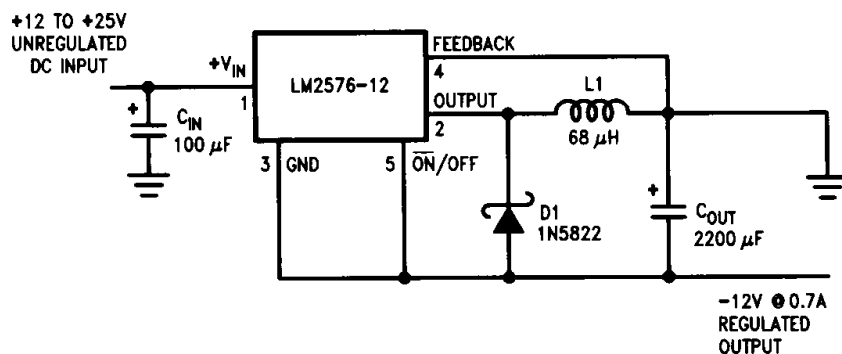 +12 TO +25V
UNREGULATED
DC INPUT
+V_IN
1
+
C_IN
100 μF
LM2576-12
FEEDBACK
4
OUTPUT
2
3 GND
5 O̅N̅/OFF
L1
68 μH
D1
1N5822
+
C_OUT
2200 μF
-12V @ 0.7A
REGULATED
OUTPUT